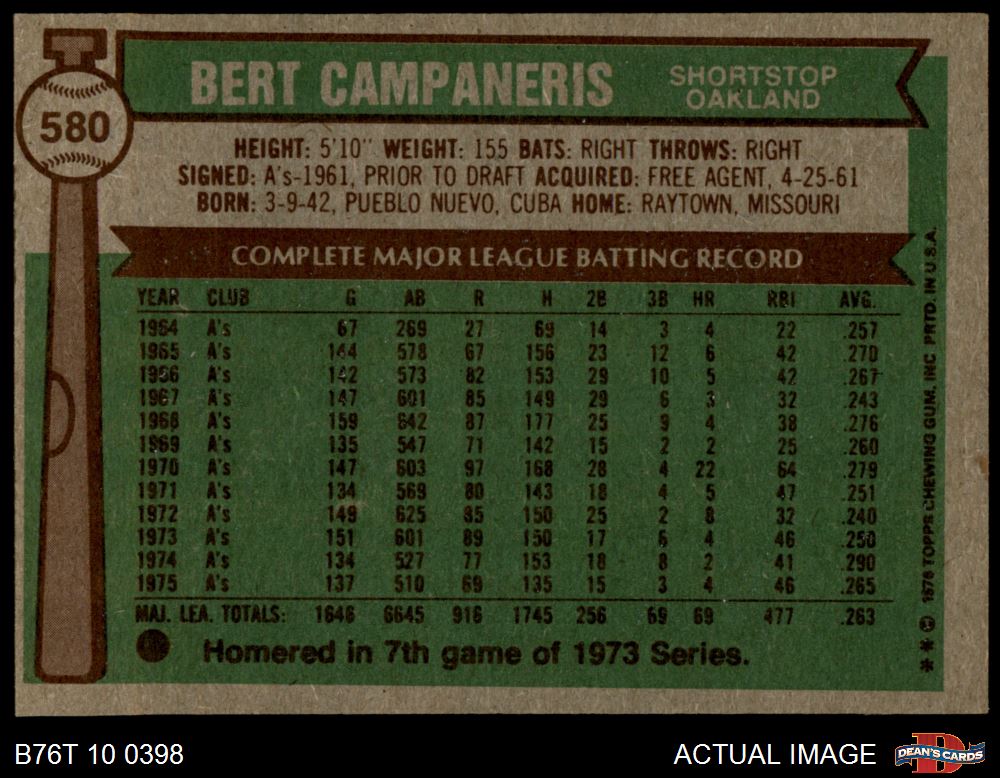 580
BERT CAMPANERIS
SHORTSTOP
OAKLAND
HEIGHT: 5'10" WEIGHT: 155 BATS: RIGHT THROWS: RIGHT
SIGNED: A's-1961, PRIOR TO DRAFT ACQUIRED: FREE AGENT, 4-25-61
BORN: 3-9-42, PUEBLO NUEVO, CUBA HOME: RAYTOWN, MISSOURI
COMPLETE MAJOR LEAGUE BATTING RECORD
YEAR CLUB G AB R H 2B 3B HR RBI AVG.
1964 A's 67 269 27 69 14 3 4 22 .257
1965 A's 144 578 67 156 23 12 6 42 .270
1966 A's 142 573 82 153 29 10 5 42 .267
1967 A's 147 601 85 149 29 6 3 32 .243
1968 A's 159 642 87 177 25 9 4 38 .276
1969 A's 135 547 71 142 15 2 2 25 .260
1970 A's 147 603 97 168 28 4 22 64 .279
1971 A's 134 569 80 143 18 4 5 47 .251
1972 A's 149 625 85 150 25 2 8 32 .240
1973 A's 151 601 89 150 17 6 4 46 .250
1974 A's 134 527 77 153 18 8 2 41 .290
1975 A's 137 510 69 135 15 3 4 46 .265
MAJ. LEA. TOTALS: 1646 6645 916 1745 256 69 69 477 .263
Homered in 7th game of 1973 Series.
** © 1976 TOPPS CHEWING GUM, INC. PRTD. IN U.S.A.
B76T 10 0398
ACTUAL IMAGE
DEAN'S CARDS